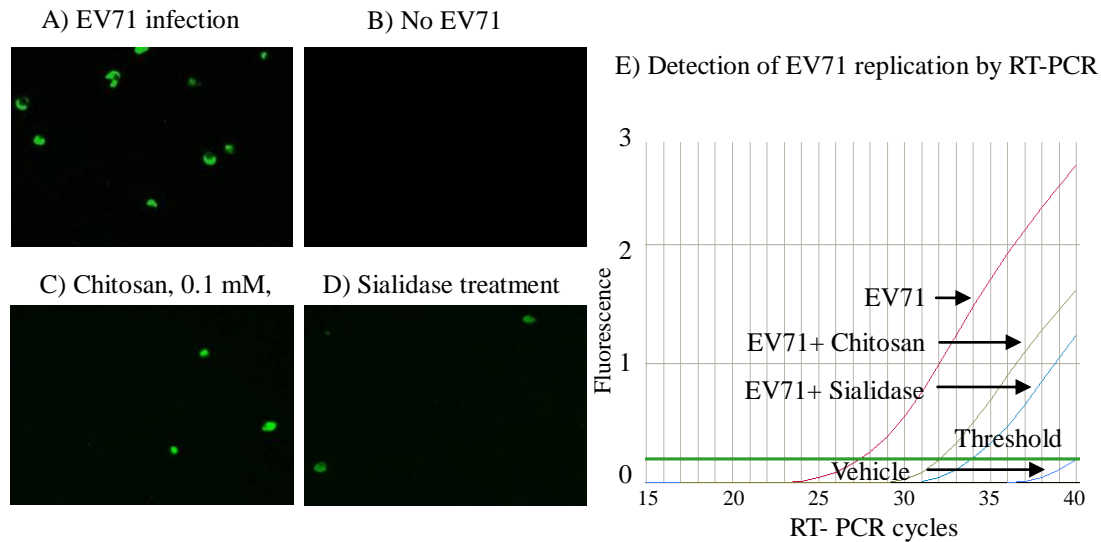 A) EV71 infection
B) No EV71
C) Chitosan, 0.1 mM,
D) Sialidase treatment
E) Detection of EV71 replication by RT-PCR
3
2
1
0
Fluorescence
EV71
EV71+ Chitosan
EV71+ Sialidase
Threshold
Vehicle
15 20 25 30 35 40
RT- PCR cycles